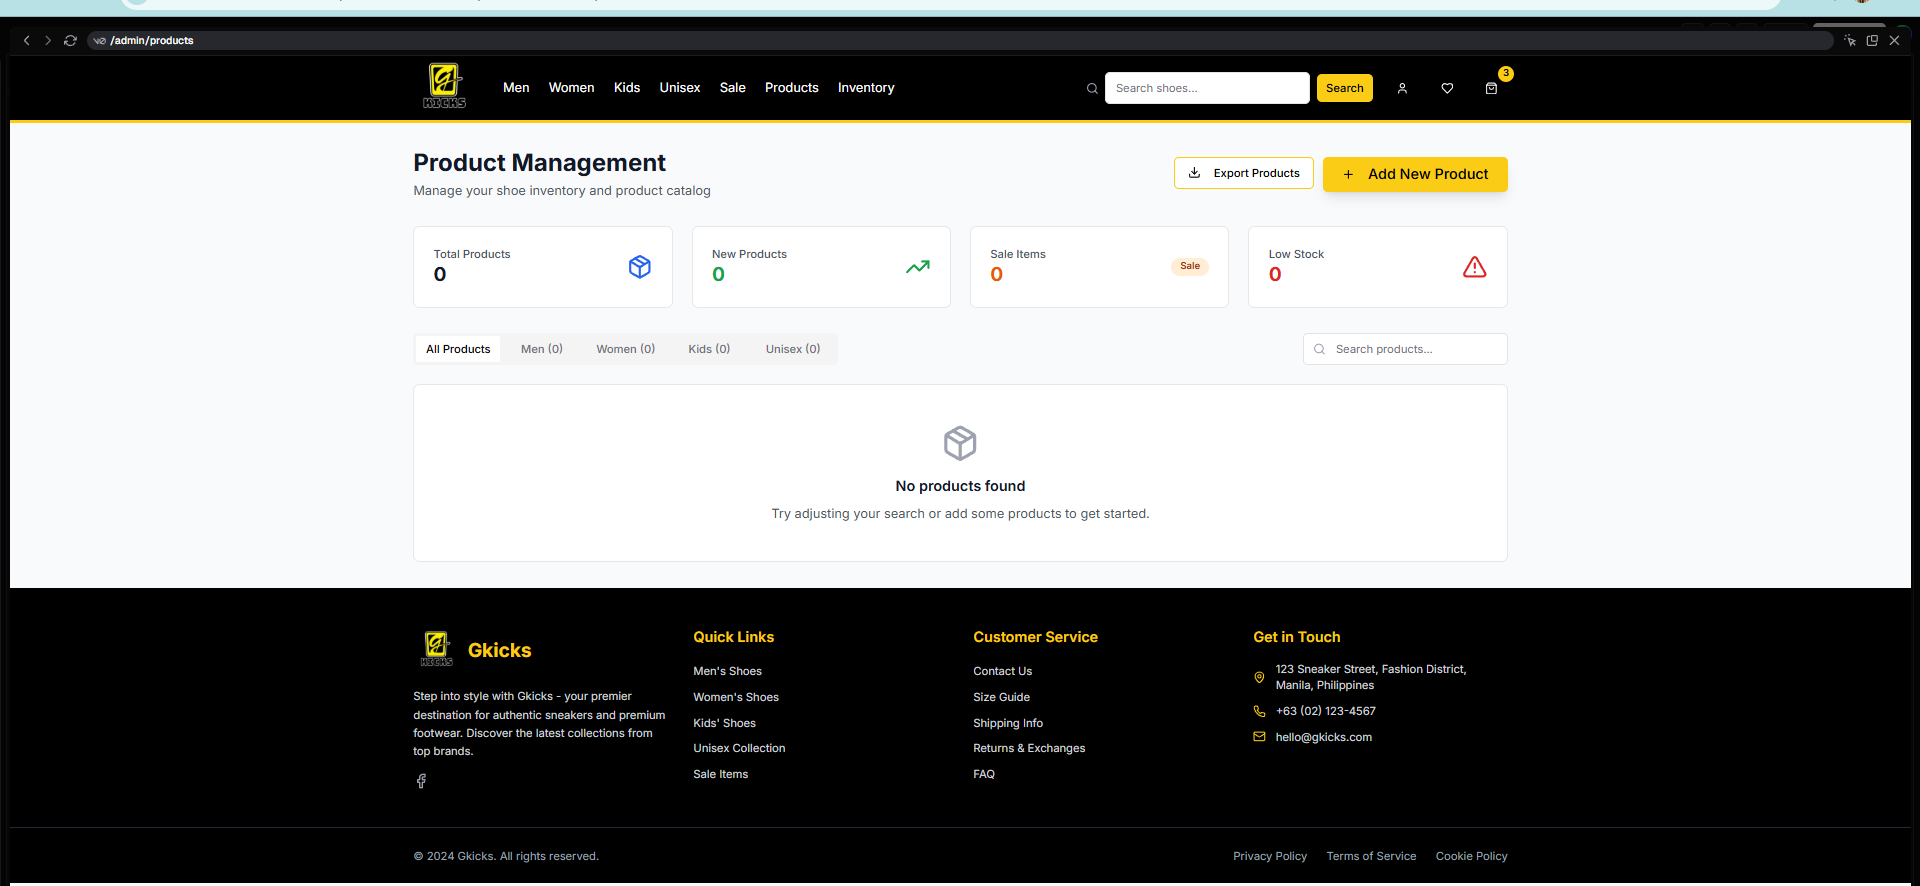 /admin/products
KICKS
Men
Women
Kids
Unisex
Sale
Products
Inventory
Search shoes...
Search
3
Product Management
Manage your shoe inventory and product catalog
Export Products
Add New Product
Total Products
0
New Products
0
Sale Items
0
Sale
Low Stock
0
All Products
Men (0)
Women (0)
Kids (0)
Unisex (0)
Search products...
No products found
Try adjusting your search or add some products to get started.
KICKS
Gkicks
Step into style with Gkicks - your premier
destination for authentic sneakers and premium
footwear. Discover the latest collections from
top brands.
Quick Links
Men's Shoes
Women's Shoes
Kids' Shoes
Unisex Collection
Sale Items
Customer Service
Contact Us
Size Guide
Shipping Info
Returns & Exchanges
FAQ
Get in Touch
123 Sneaker Street, Fashion District,
Manila, Philippines
+63 (02) 123-4567
hello@gkicks.com
© 2024 Gkicks. All rights reserved.
Privacy Policy
Terms of Service
Cookie Policy